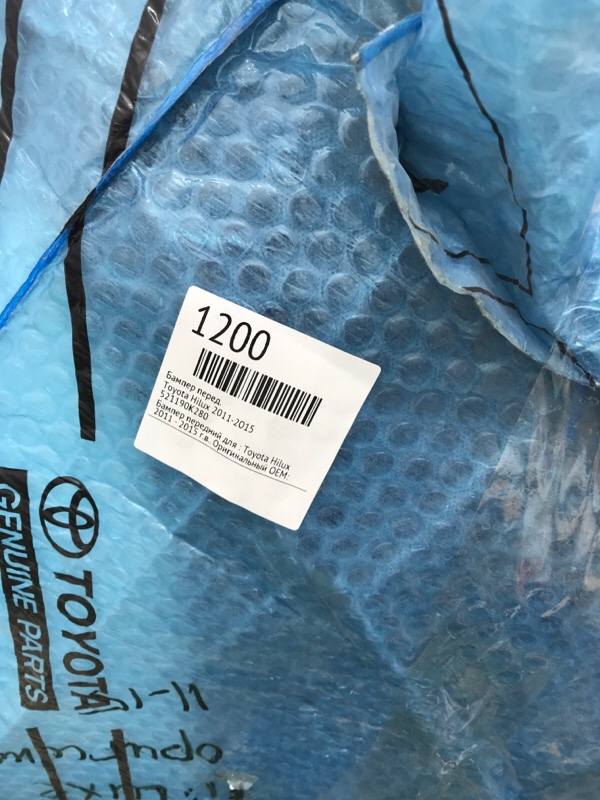 1200
Бампер перед.
Toyota Hilux 2011-2015
521190K280
Бампер передний для : Toyota Hilux
2011 - 2015 г.в. Оригинальный OEM:
TOYOTA
GENUINE PARTS